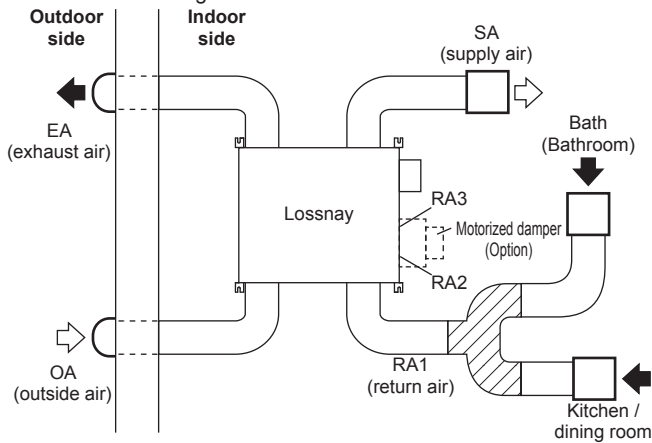 Outdoor
side
Indoor
side
SA
(supply air)
EA
(exhaust air)
Bath
(Bathroom)
Lossnay
RA3
Motorized damper
(Option)
RA2
OA
(outside air)
RA1
(return air)
Kitchen /
dining room